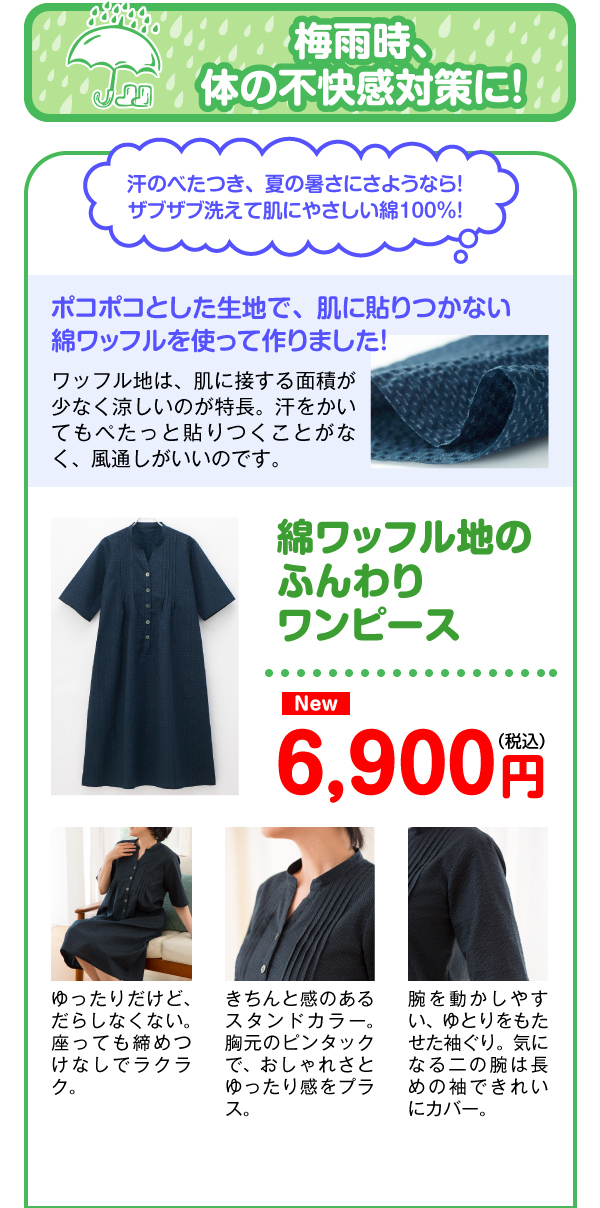 梅雨時、
体の不快感対策に!
汗のべたつき、夏の暑さにさようなら!
ザブザブ洗えて肌にやさしい綿100%!
ポコポコとした生地で、肌に貼りつかない
綿ワッフルを使って作りました!
ワッフル地は、肌に接する面積が
少なく涼しいのが特長。汗をかい
てもぺたっと貼りつくことがな
く、風通しがいいのです。
綿ワッフル地の
ふんわり
ワンピース
New
6,900円(税込)
ゆったりだけど、
だらしなくない。
座っても締めつ
けなしでラクラ
ク。
きちんと感のある
スタンドカラー。
胸元のピンタック
で、おしゃれさと
ゆったり感をプラ
ス。
腕を動かしやす
い、ゆとりをもた
せた袖ぐり。気に
なる二の腕は長
めの袖できれい
にカバー。